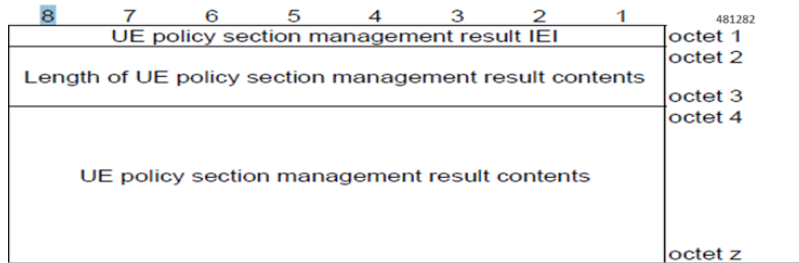 8 7 6 5 4 3 2 1 481282
UE policy section management result IEI octet 1
octet 2
Length of UE policy section management result contents
octet 3
octet 4
UE policy section management result contents
octet z